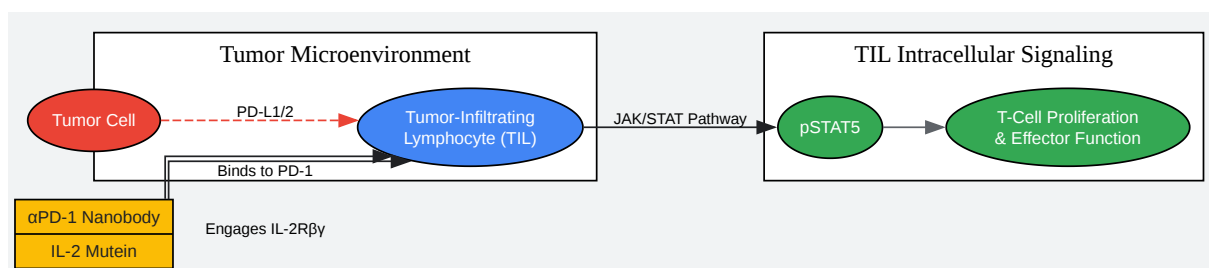 Tumor Microenvironment
TIL Intracellular Signaling
Tumor Cell
PD-L1/2
Tumor-Infiltrating
Lymphocyte (TIL)
JAK/STAT Pathway
pSTAT5
T-Cell Proliferation
& Effector Function
Binds to PD-1
αPD-1 Nanobody
IL-2 Mutein
Engages IL-2Rβγ